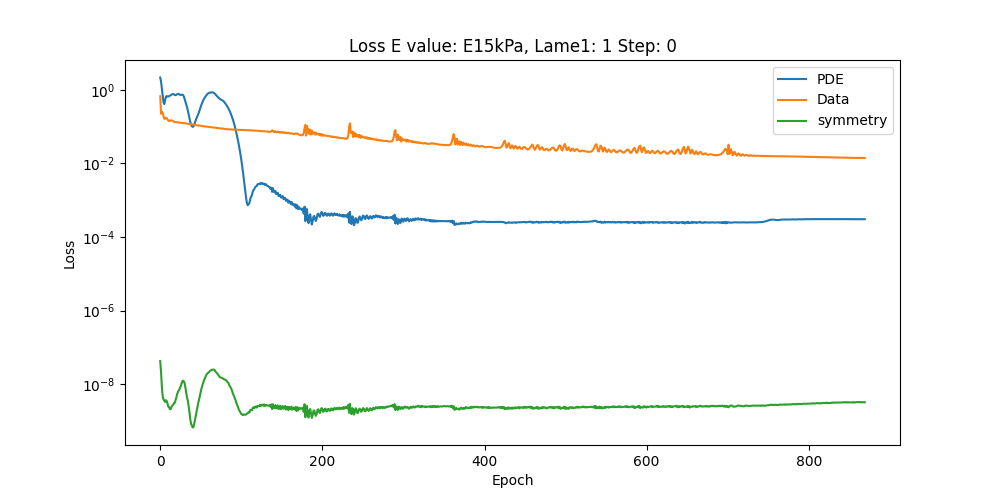 Loss E value: E15kPa, Lame1: 1 Step: 0
PDE
Data
symmetry
10^0
10^-2
10^-4
10^-6
10^-8
Loss
0 200 400 600 800
Epoch